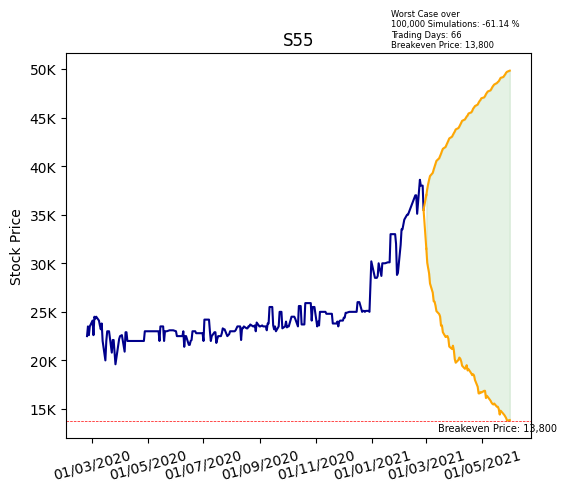 Worst Case over
100,000 Simulations: -61.14 %
Trading Days: 66
Breakeven Price: 13,800
S55
50K
45K
40K
35K
30K
25K
20K
15K
Stock Price
Breakeven Price: 13,800
01/03/2020
01/05/2020
01/07/2020
01/09/2020
01/11/2020
01/01/2021
01/03/2021
01/05/2021